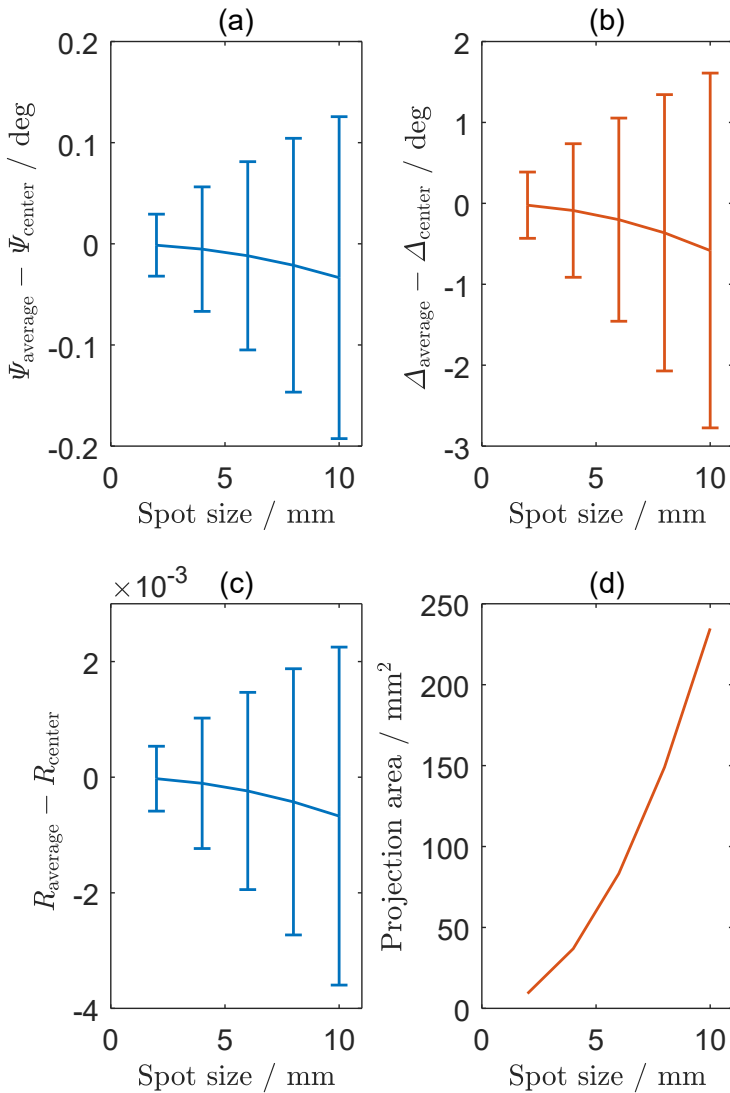 (a)
0.2
0.1
0
-0.1
-0.2
Ψaverage − Ψcenter / deg
0 5 10
Spot size / mm
(b)
2
1
0
-1
-2
-3
Δaverage − Δcenter / deg
0 5 10
Spot size / mm
×10-3
(c)
2
0
-2
-4
Raverage − Rcenter
0 5 10
Spot size / mm
(d)
250
200
150
100
50
0
Projection area / mm2
0 5 10
Spot size / mm